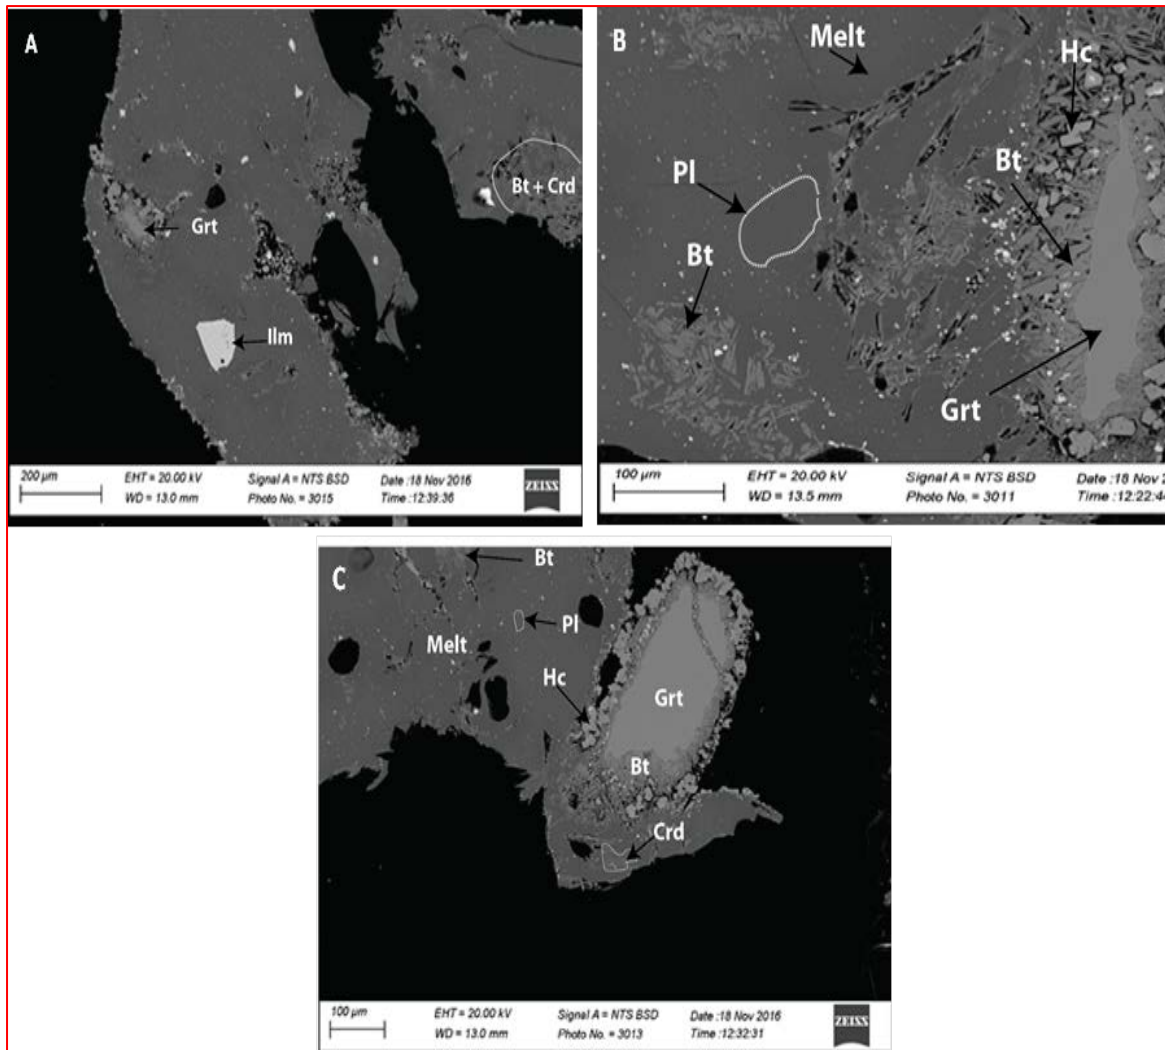 A
Bt + Crd
Grt
Ilm
200 µm
EHT = 20.00 kV
WD = 13.0 mm
Signal A = NTS BSD
Photo No. = 3015
Date :18 Nov 2016
Time :12:39:36
ZEISS
B
Melt
Hc
Pl
Bt
Bt
Grt
100 µm
EHT = 20.00 kV
WD = 13.5 mm
Signal A = NTS BSD
Photo No. = 3011
Date :18 Nov 2
Time :12:22:4
C
Bt
Pl
Melt
Hc
Grt
Bt
Crd
100 µm
EHT = 20.00 kV
WD = 13.0 mm
Signal A = NTS BSD
Photo No. = 3013
Date :18 Nov 2016
Time :12:32:31
ZEISS